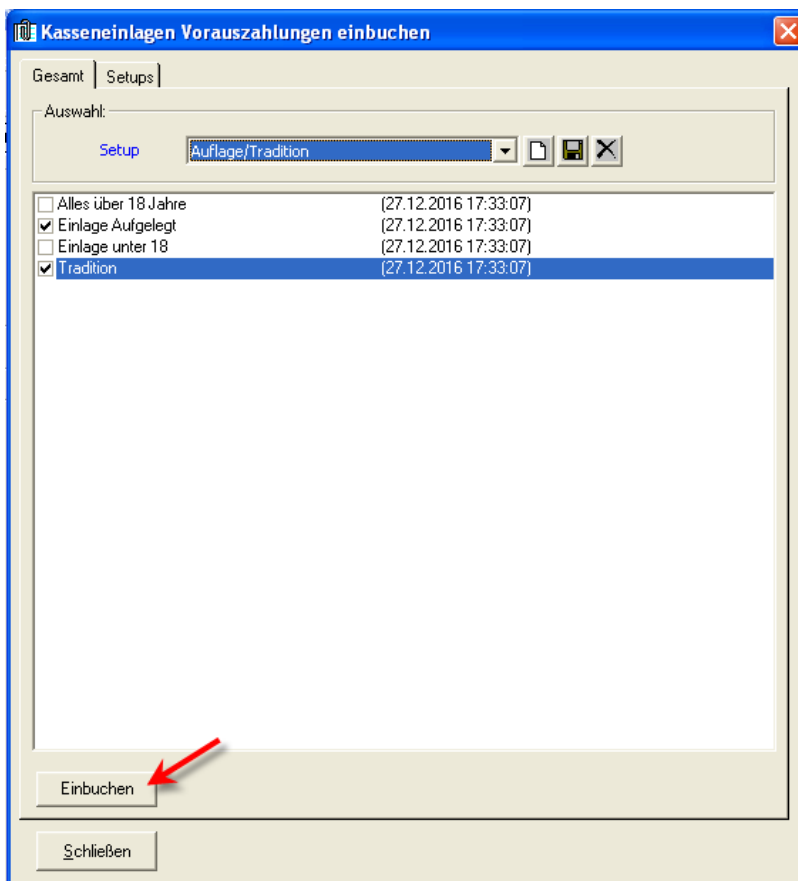 Kasseneinlagen Vorauszahlungen einbuchen
Gesamt Setups
Auswahl:
Setup Auflage/Tradition
Alles über 18 Jahre (27.12.2016 17:33:07)
Einlage Aufgelegt (27.12.2016 17:33:07)
Einlage unter 18 (27.12.2016 17:33:07)
Tradition (27.12.2016 17:33:07)
Einbuchen
Schließen